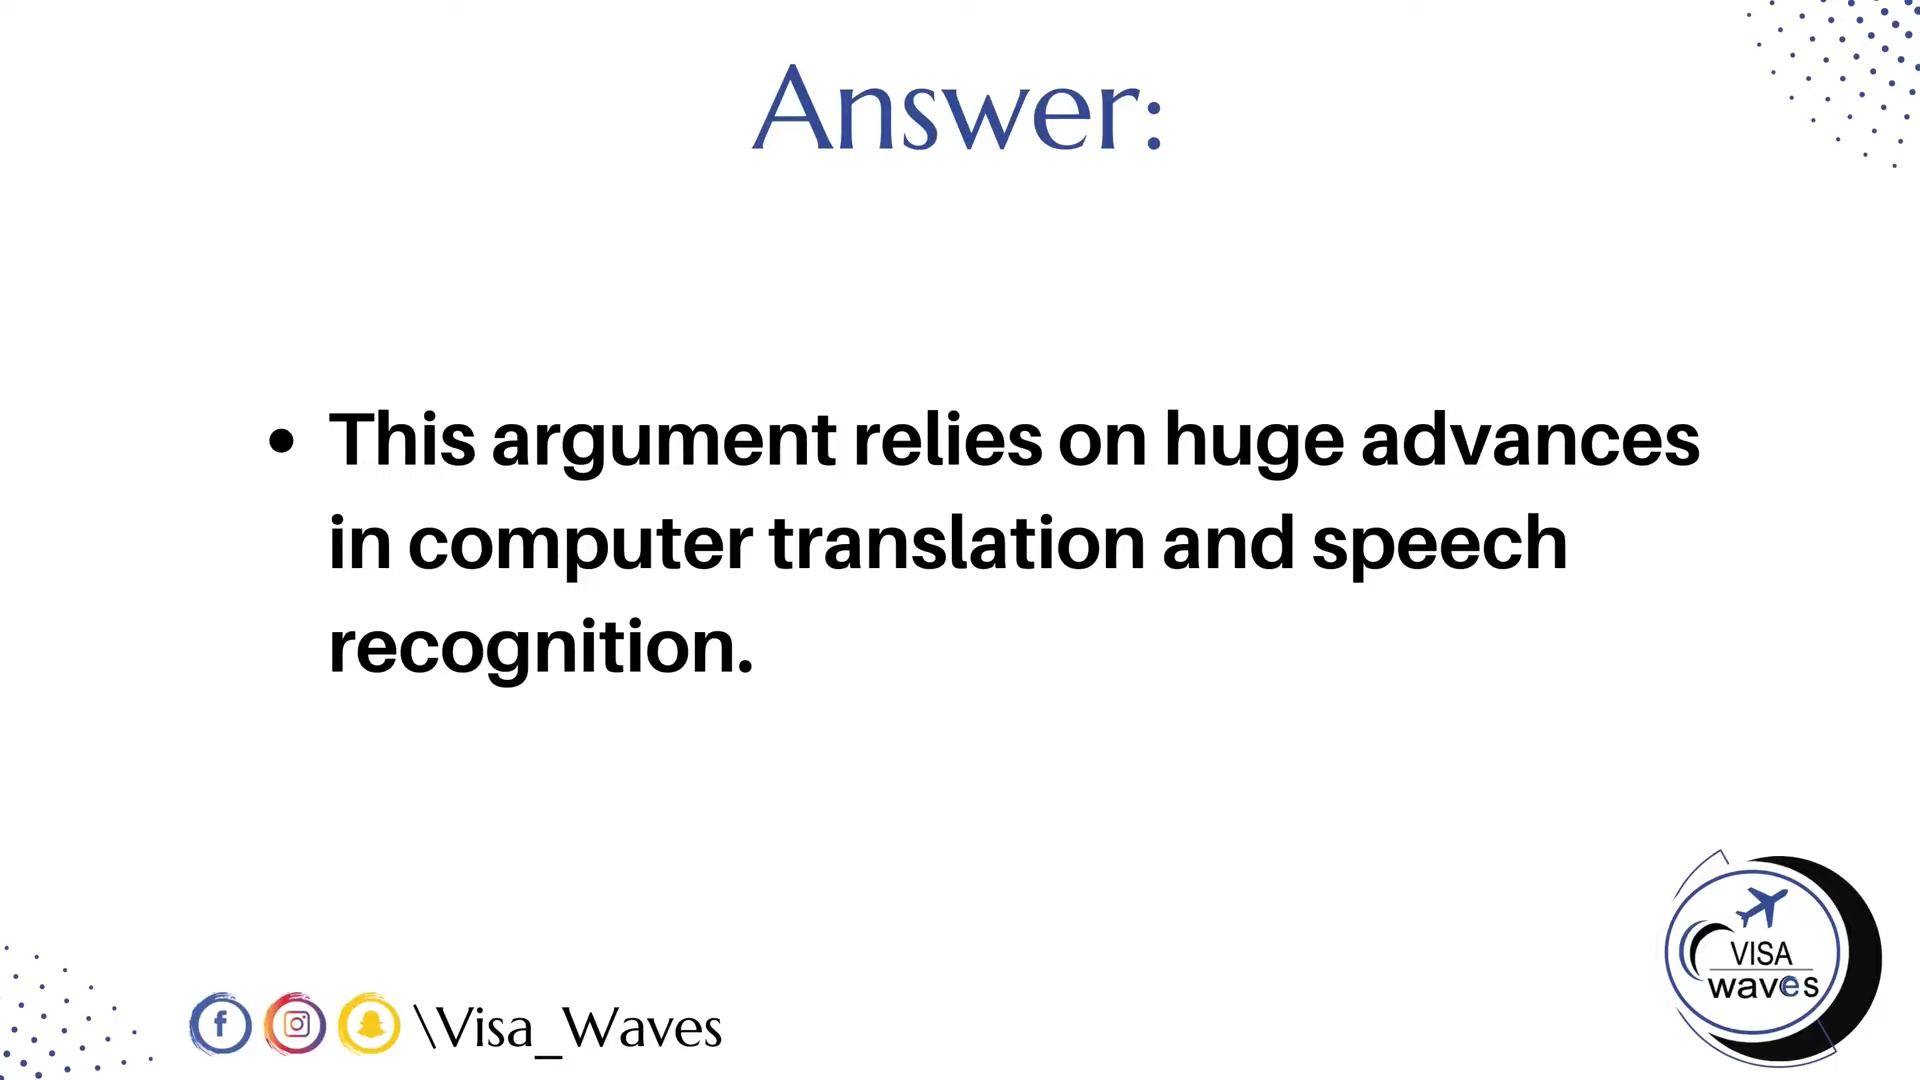 Answer:
• This argument relies on huge advances
in computer translation and speech
recognition.
VISA
waves
\Visa_Waves